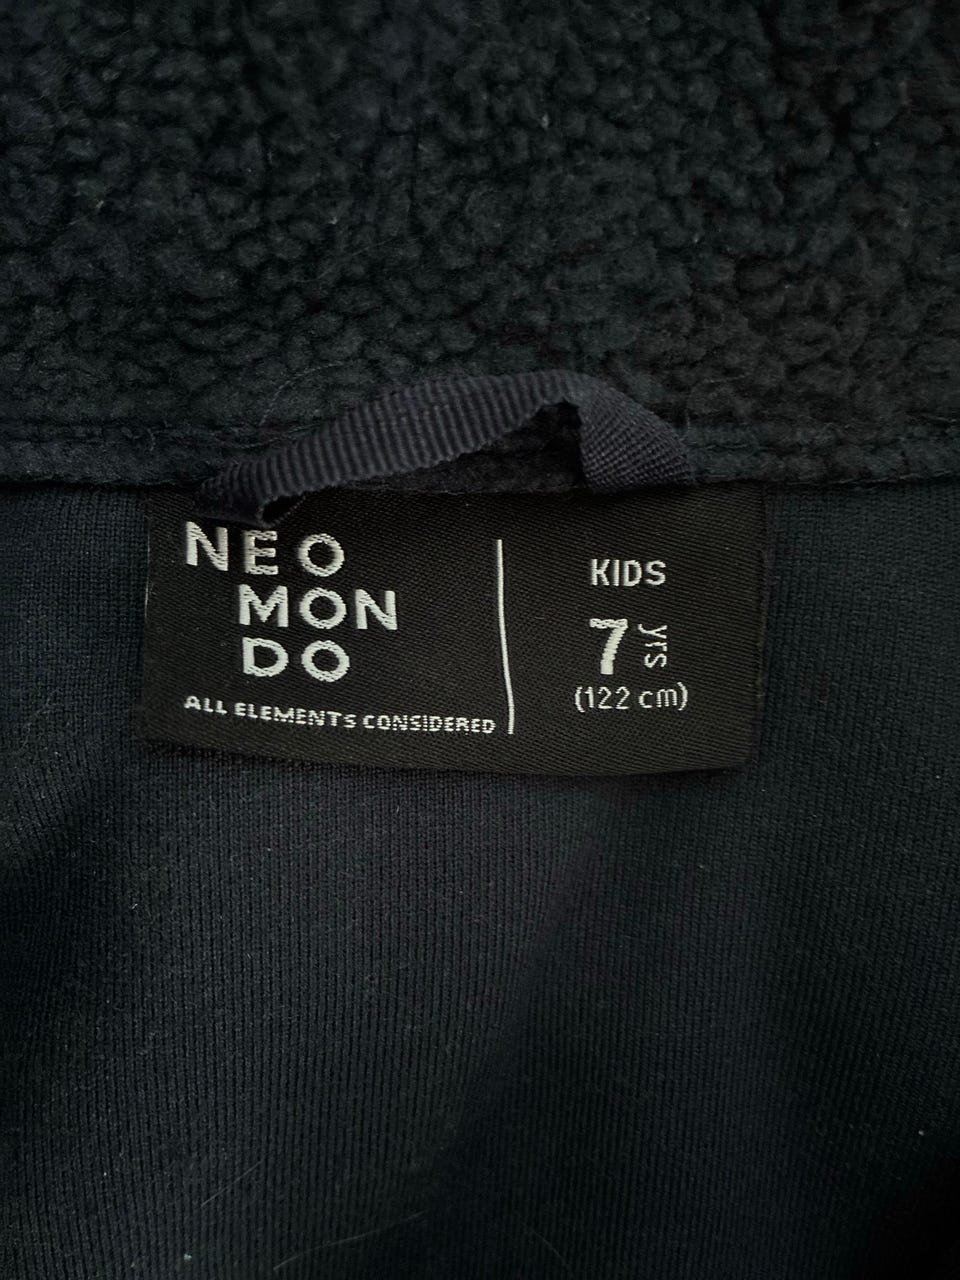 NEO
MON
DO
ALL ELEMENTS CONSIDERED
KIDS
7 yrs
(122 cm)